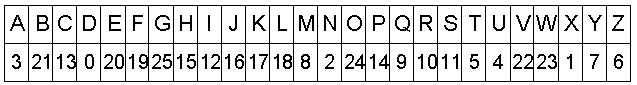 A B C D E F G H I J K L M N O P Q R S T U V W X Y Z
3 21 13 0 20 19 25 15 12 16 17 18 8 2 24 14 9 10 11 5 4 22 23 1 7 6